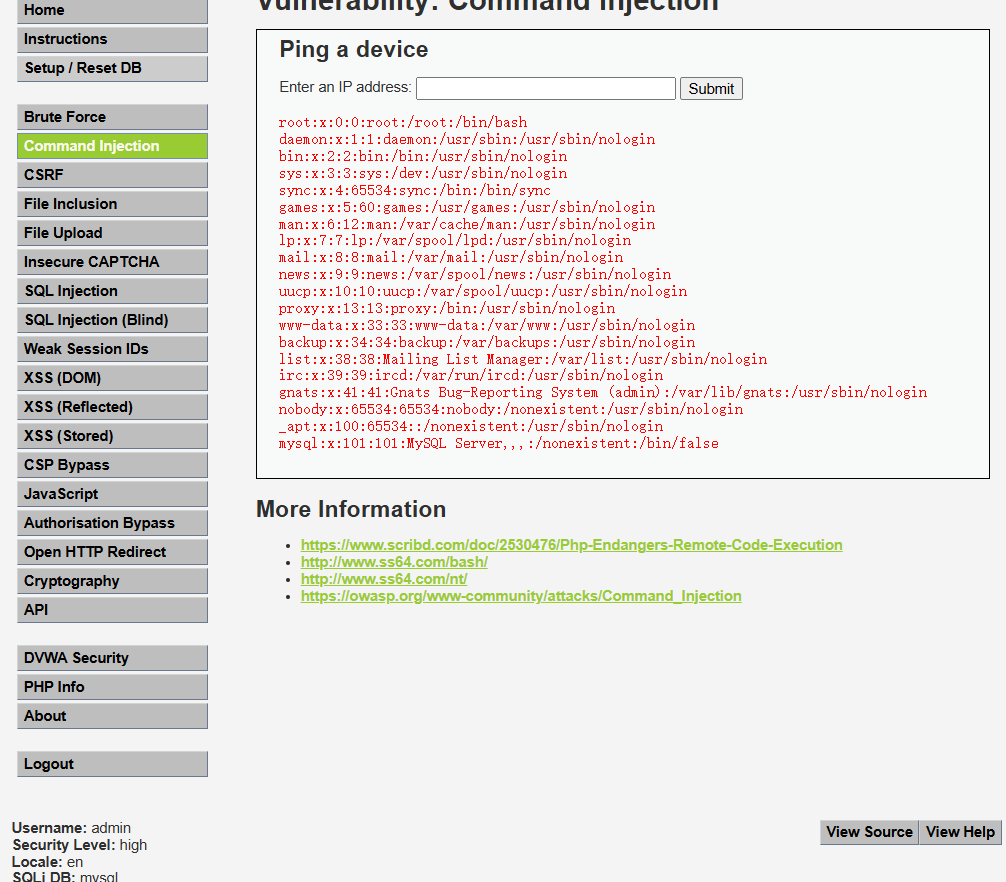 Home
Instructions
Setup / Reset DB
Brute Force
Command Injection
CSRF
File Inclusion
File Upload
Insecure CAPTCHA
SQL Injection
SQL Injection (Blind)
Weak Session IDs
XSS (DOM)
XSS (Reflected)
XSS (Stored)
CSP Bypass
JavaScript
Authorisation Bypass
Open HTTP Redirect
Cryptography
API
DVWA Security
PHP Info
About
Logout
Vulnerability: Command Injection
Ping a device
Enter an IP address: Submit
root:x:0:0:root:/root:/bin/bash
daemon:x:1:1:daemon:/usr/sbin:/usr/sbin/nologin
bin:x:2:2:bin:/bin:/usr/sbin/nologin
sys:x:3:3:sys:/dev:/usr/sbin/nologin
sync:x:4:65534:sync:/bin:/bin/sync
games:x:5:60:games:/usr/games:/usr/sbin/nologin
man:x:6:12:man:/var/cache/man:/usr/sbin/nologin
lp:x:7:7:lp:/var/spool/lpd:/usr/sbin/nologin
mail:x:8:8:mail:/var/mail:/usr/sbin/nologin
news:x:9:9:news:/var/spool/news:/usr/sbin/nologin
uucp:x:10:10:uucp:/var/spool/uucp:/usr/sbin/nologin
proxy:x:13:13:proxy:/bin:/usr/sbin/nologin
www-data:x:33:33:www-data:/var/www:/usr/sbin/nologin
backup:x:34:34:backup:/var/backups:/usr/sbin/nologin
list:x:38:38:Mailing List Manager:/var/list:/usr/sbin/nologin
irc:x:39:39:ircd:/var/run/ircd:/usr/sbin/nologin
gnats:x:41:41:Gnats Bug-Reporting System (admin):/var/lib/gnats:/usr/sbin/nologin
nobody:x:65534:65534:nobody:/nonexistent:/usr/sbin/nologin
_apt:x:100:65534::/nonexistent:/usr/sbin/nologin
mysql:x:101:101:MySQL Server,,,:/nonexistent:/bin/false
More Information
https://www.scribd.com/doc/2530476/Php-Endangers-Remote-Code-Execution
http://www.ss64.com/bash/
http://www.ss64.com/nt/
https://owasp.org/www-community/attacks/Command_Injection
Username: admin
Security Level: high
Locale: en
SQLi DB: mysql
View Source View Help